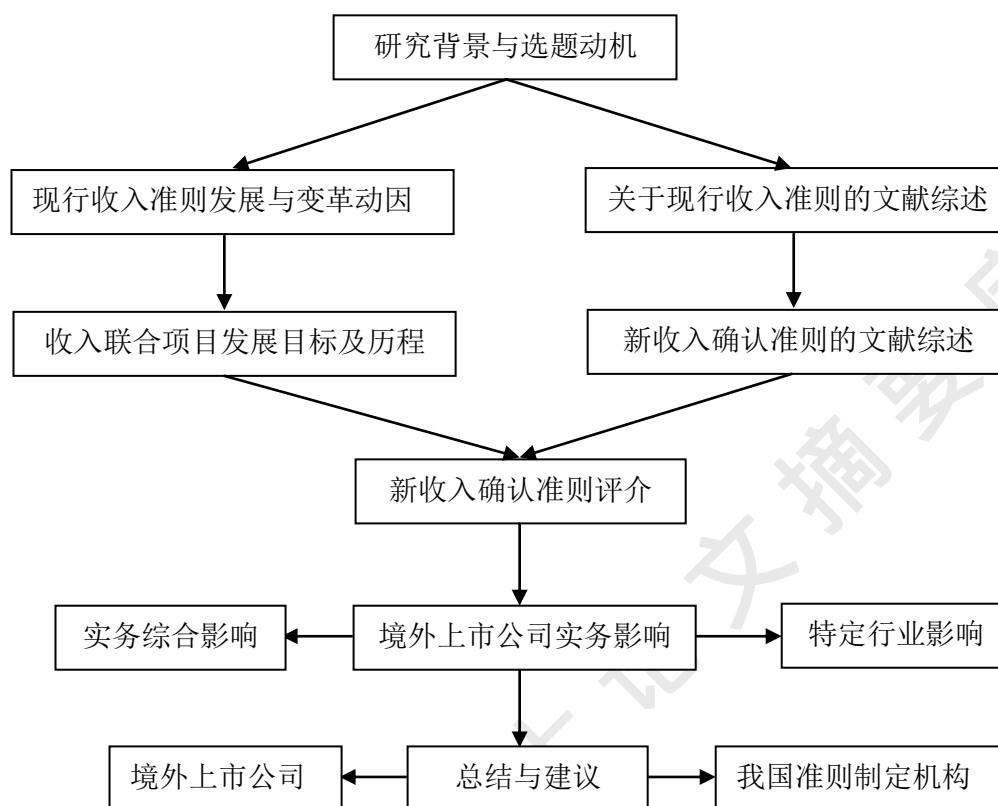 研究背景与选题动机
现行收入准则发展与变革动因
关于现行收入准则的文献综述
收入联合项目发展目标及历程
新收入确认准则的文献综述
新收入确认准则评介
实务综合影响
境外上市公司实务影响
特定行业影响
境外上市公司
总结与建议
我国准则制定机构
文摘要